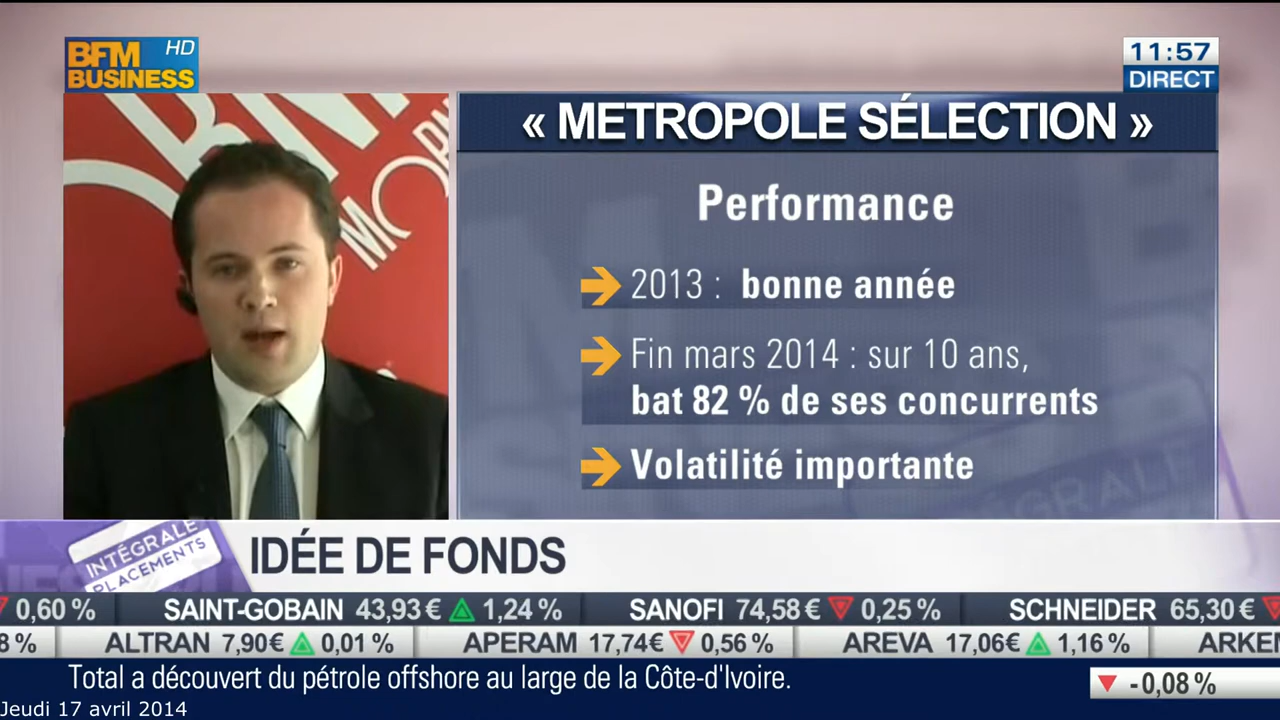 BFM HD
BUSINESS
11:57
DIRECT
« METROPOLE SÉLECTION »
MORN
Performance
2013 : bonne année
Fin mars 2014 : sur 10 ans,
bat 82 % de ses concurrents
Volatilité importante
INTÉGRALE
PLACEMENTS
IDÉE DE FONDS
0,60 % SAINT-GOBAIN 43,93 € 1,24 % SANOFI 74,58 € 0,25 % SCHNEIDER 65,30 €
8 % ALTRAN 7,90€ 0,01 % APERAM 17,74€ 0,56 % AREVA 17,06€ 1,16 % ARKE
Total a découvert du pétrole offshore au large de la Côte-d'Ivoire.
-0,08 %
Jeudi 17 avril 2014